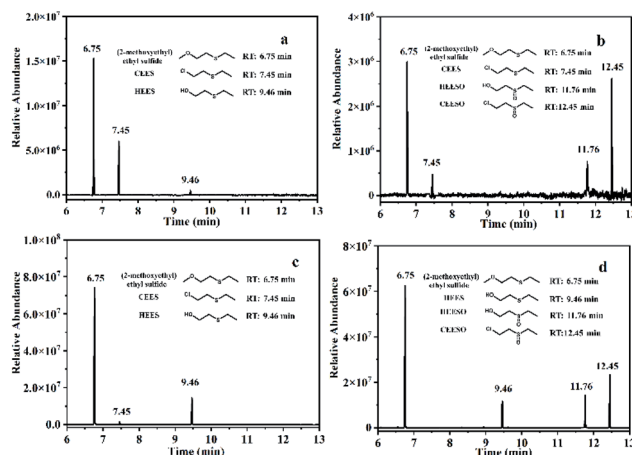 a
(2-methoxyethyl)
ethyl sulfide
RT: 6.75 min
CEES
RT: 7.45 min
HEES
RT: 9.46 min
6.75
7.45
9.46
Relative Abundance
2.0×10⁷
1.5×10⁷
1.0×10⁷
5.0×10⁶
0.0
6 7 8 9 10 11 12 13
Time (min)
b
(2-methoxyethyl)
ethyl sulfide
RT: 6.75 min
CEES
RT: 7.45 min
HEESO
RT: 11.76 min
CEESO
RT:12.45 min
6.75
7.45
11.76
12.45
Relative Abundance
6×10⁶
4×10⁶
3×10⁶
2×10⁶
1×10⁶
0
6 7 8 9 10 11 12 13
Time (min)
c
(2-methoxyethyl)
ethyl sulfide
RT: 6.75 min
CEES
RT: 7.45 min
HEES
RT: 9.46 min
6.75
7.45
9.46
Relative Abundance
1.0×10⁸
8.0×10⁷
6.0×10⁷
4.0×10⁷
2.0×10⁷
0.0
6 7 8 9 10 11 12 13
Time (min)
d
(2-methoxyethyl)
ethyl sulfide
RT: 6.75 min
HEES
RT: 9.46 min
HEESO
RT: 11.76 min
CEESO
RT:12.45 min
6.75
9.46
11.76
12.45
Relative Abundance
8×10⁷
6×10⁷
4×10⁷
2×10⁷
0
6 7 8 9 10 11 12 13
Time (min)